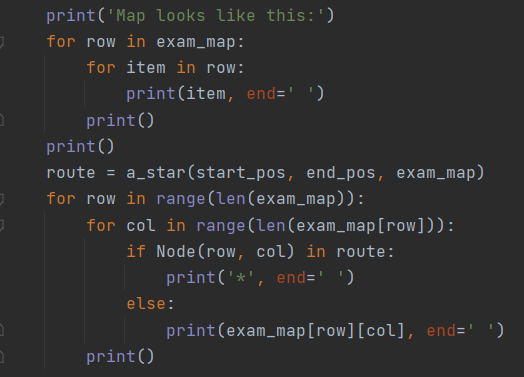 print('Map looks like this:')
for row in exam_map:
    for item in row:
        print(item, end=' ')
    print()
print()
route = a_star(start_pos, end_pos, exam_map)
for row in range(len(exam_map)):
    for col in range(len(exam_map[row])):
        if Node(row, col) in route:
            print('*', end=' ')
        else:
            print(exam_map[row][col], end=' ')
    print()